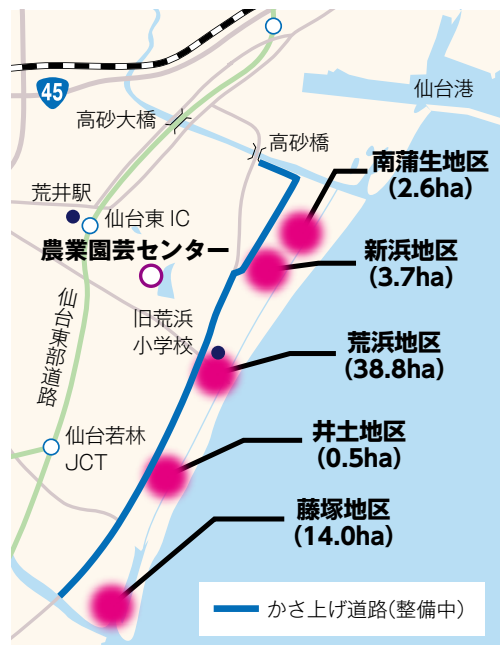 45
仙台港
高砂大橋
高砂橋
南蒲生地区
(2.6ha)
荒井駅
仙台東 IC
農業園芸センター
新浜地区
(3.7ha)
仙台東部道路
旧荒浜
小学校
荒浜地区
(38.8ha)
仙台若林
JCT
井土地区
(0.5ha)
藤塚地区
(14.0ha)
かさ上げ道路(整備中)